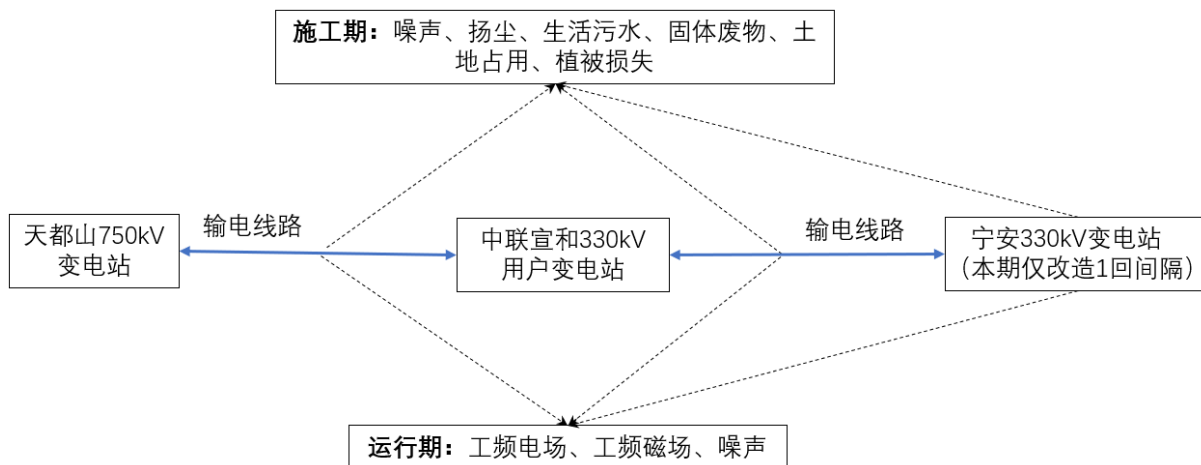 施工期：噪声、扬尘、生活污水、固体废物、土
地占用、植被损失
天都山750kV
变电站
输电线路
中联宣和330kV
用户变电站
输电线路
宁安330kV变电站
（本期仅改造1回间隔）
运行期：工频电场、工频磁场、噪声